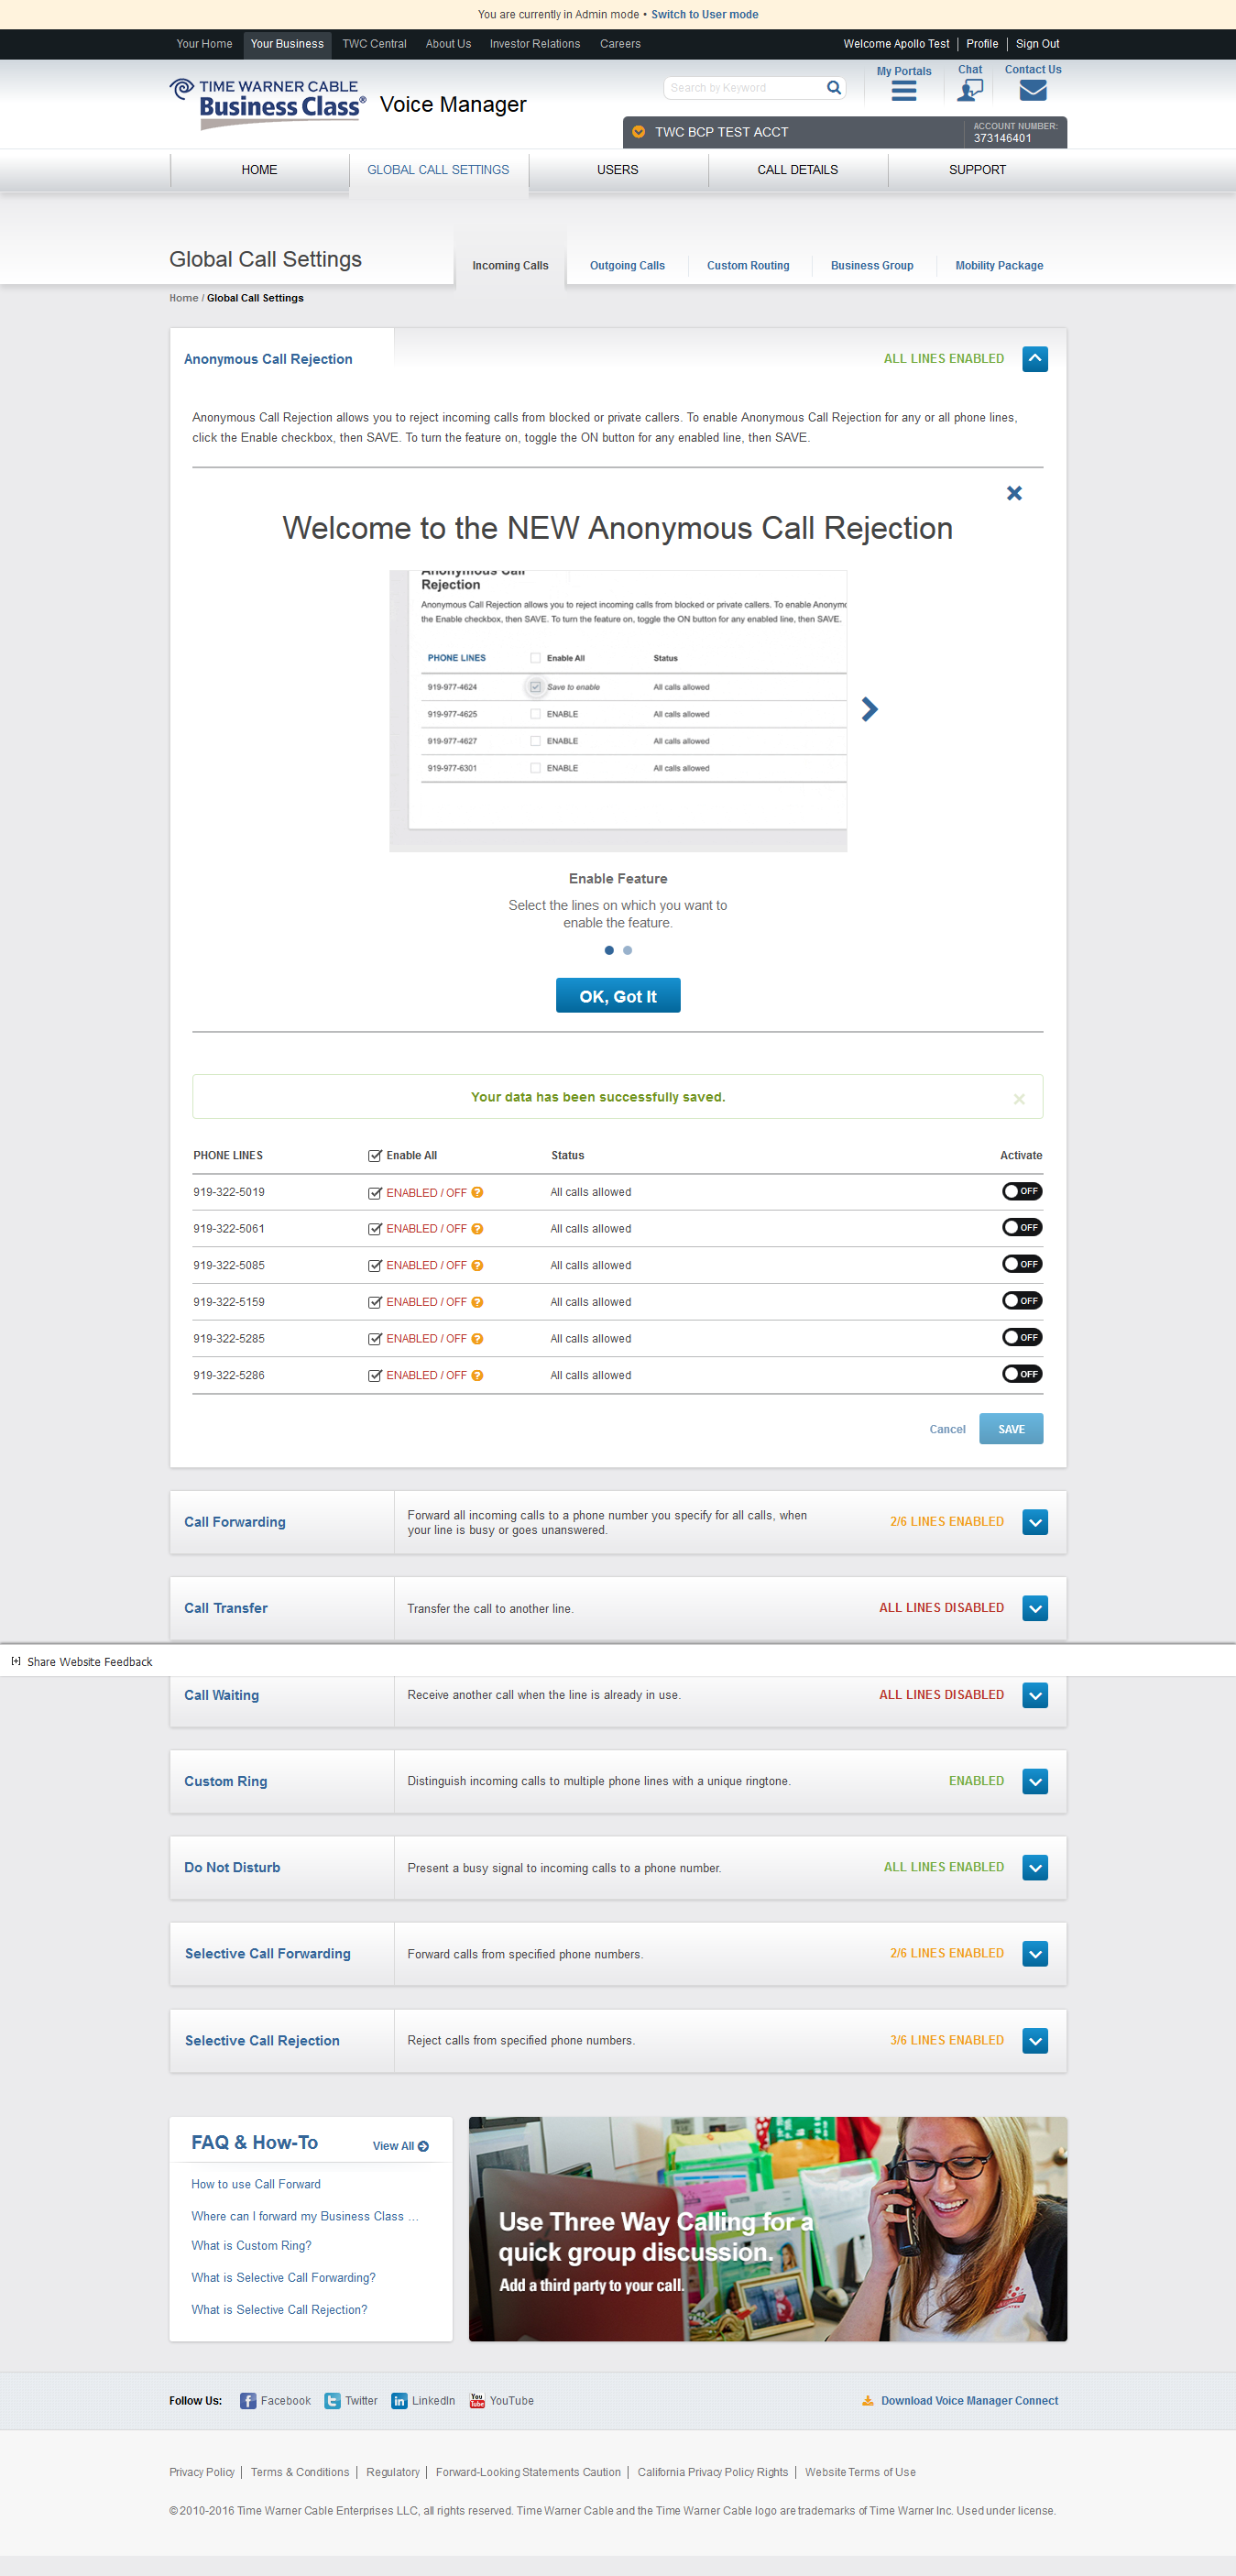 You are currently in Admin mode • Switch to User mode
Your Home Your Business TWC Central About Us Investor Relations Careers Welcome Apollo Test Profile Sign Out
TIME WARNER CABLE
Business Class® Voice Manager
Search by Keyword My Portals Chat Contact Us
TWC BCP TEST ACCT ACCOUNT NUMBER:
373146401
HOME GLOBAL CALL SETTINGS USERS CALL DETAILS SUPPORT
Global Call Settings Incoming Calls Outgoing Calls Custom Routing Business Group Mobility Package
Home / Global Call Settings
Anonymous Call Rejection ALL LINES ENABLED
Anonymous Call Rejection allows you to reject incoming calls from blocked or private callers. To enable Anonymous Call Rejection for any or all phone lines,
click the Enable checkbox, then SAVE. To turn the feature on, toggle the ON button for any enabled line, then SAVE.
Welcome to the NEW Anonymous Call Rejection
Anonymous Call
Rejection
Anonymous Call Rejection allows you to reject incoming calls from blocked or private callers. To enable Anonym
the Enable checkbox, then SAVE. To turn the feature on, toggle the ON button for any enabled line, then SAVE.
PHONE LINES Enable All Status
919-977-4624 Save to enable All calls allowed
919-977-4625 ENABLE All calls allowed
919-977-4627 ENABLE All calls allowed
919-977-6301 ENABLE All calls allowed
Enable Feature
Select the lines on which you want to
enable the feature.
OK, Got It
Your data has been successfully saved.
PHONE LINES Enable All Status Activate
919-322-5019 ENABLED / OFF ? All calls allowed OFF
919-322-5061 ENABLED / OFF ? All calls allowed OFF
919-322-5085 ENABLED / OFF ? All calls allowed OFF
919-322-5159 ENABLED / OFF ? All calls allowed OFF
919-322-5285 ENABLED / OFF ? All calls allowed OFF
919-322-5286 ENABLED / OFF ? All calls allowed OFF
Cancel SAVE
Call Forwarding Forward all incoming calls to a phone number you specify for all calls, when
your line is busy or goes unanswered. 2/6 LINES ENABLED
Call Transfer Transfer the call to another line. ALL LINES DISABLED
[+] Share Website Feedback
Call Waiting Receive another call when the line is already in use. ALL LINES DISABLED
Custom Ring Distinguish incoming calls to multiple phone lines with a unique ringtone. ENABLED
Do Not Disturb Present a busy signal to incoming calls to a phone number. ALL LINES ENABLED
Selective Call Forwarding Forward calls from specified phone numbers. 2/6 LINES ENABLED
Selective Call Rejection Reject calls from specified phone numbers. 3/6 LINES ENABLED
FAQ & How-To View All
How to use Call Forward
Where can I forward my Business Class ...
What is Custom Ring?
What is Selective Call Forwarding?
What is Selective Call Rejection?
Use Three Way Calling for a
quick group discussion.
Add a third party to your call.
Follow Us: Facebook Twitter LinkedIn YouTube Download Voice Manager Connect
Privacy Policy Terms & Conditions Regulatory Forward-Looking Statements Caution California Privacy Policy Rights Website Terms of Use
©2010-2016 Time Warner Cable Enterprises LLC, all rights reserved. Time Warner Cable and the Time Warner Cable logo are trademarks of Time Warner Inc. Used under license.